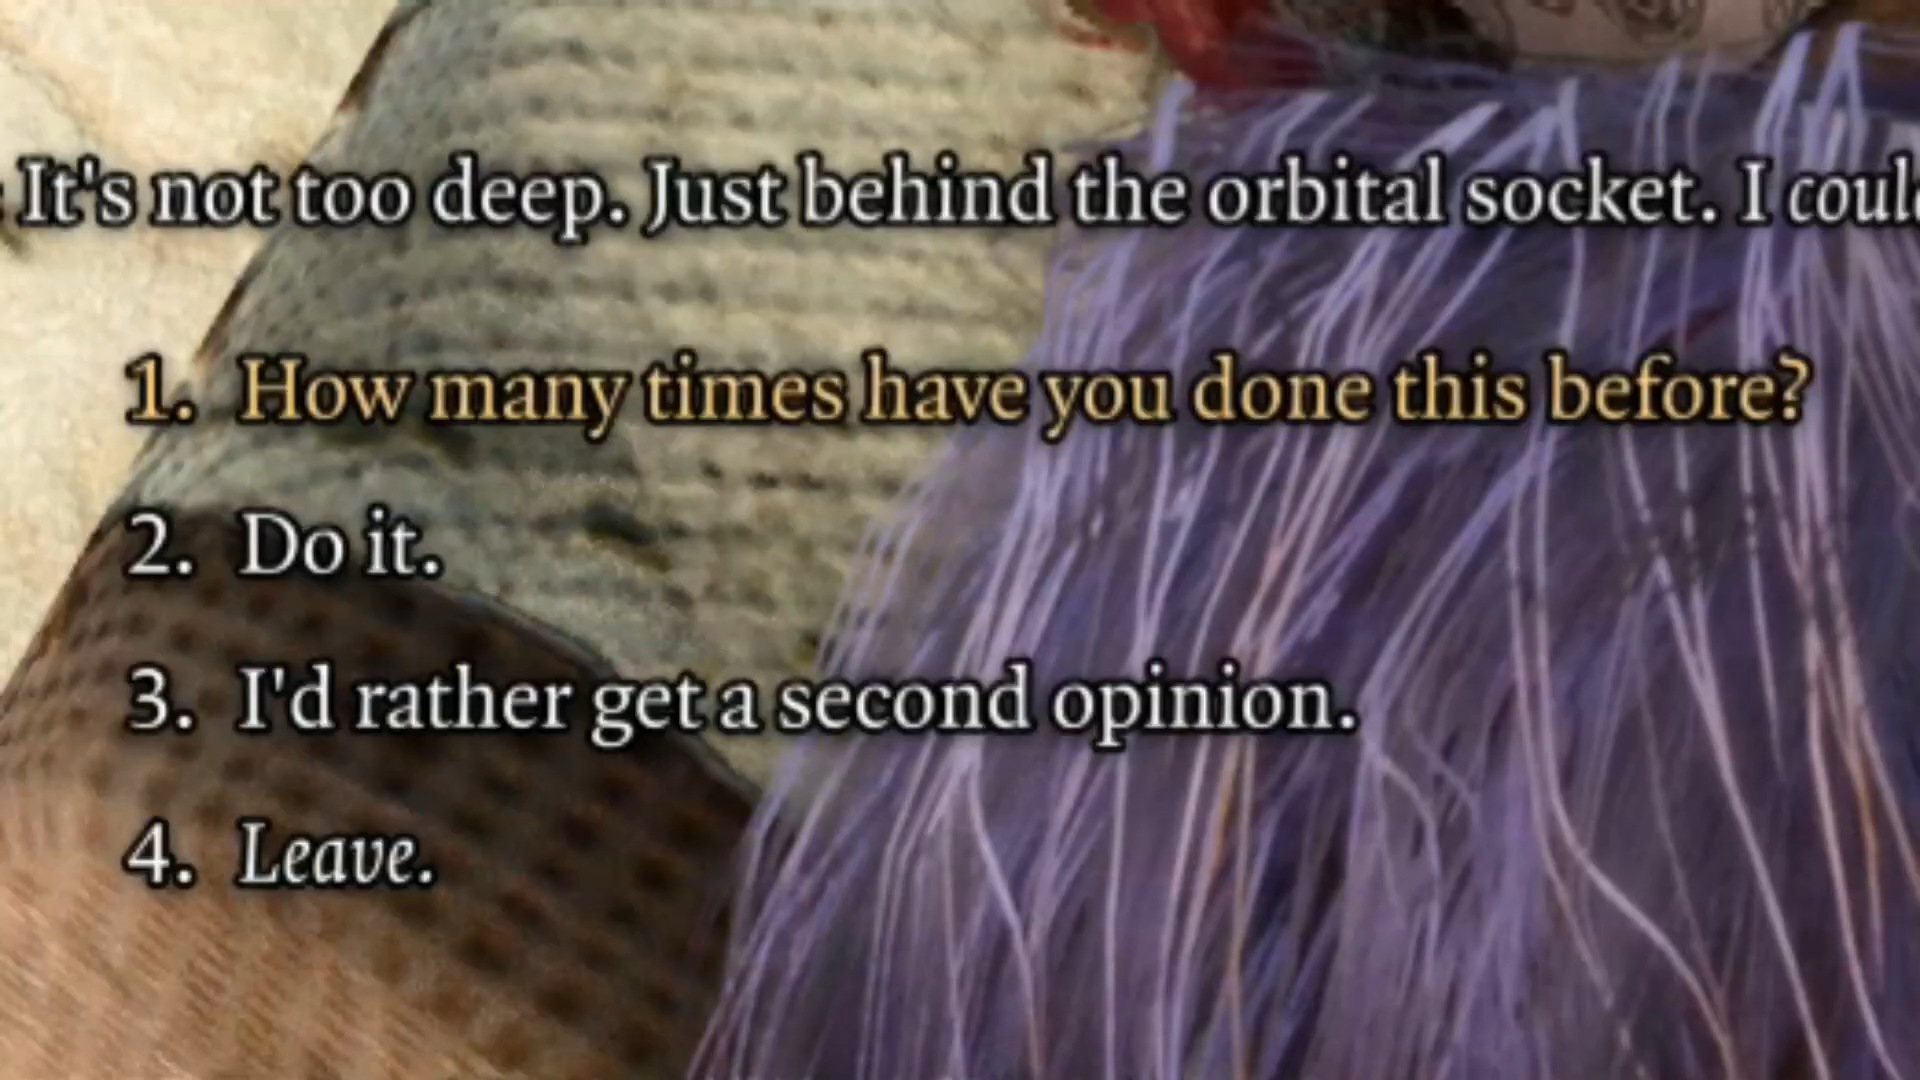 It's not too deep. Just behind the orbital socket. I
1. How many times have you done this before?
2. Do it.
3. I'd rather get a second opinion.
4. Leave.